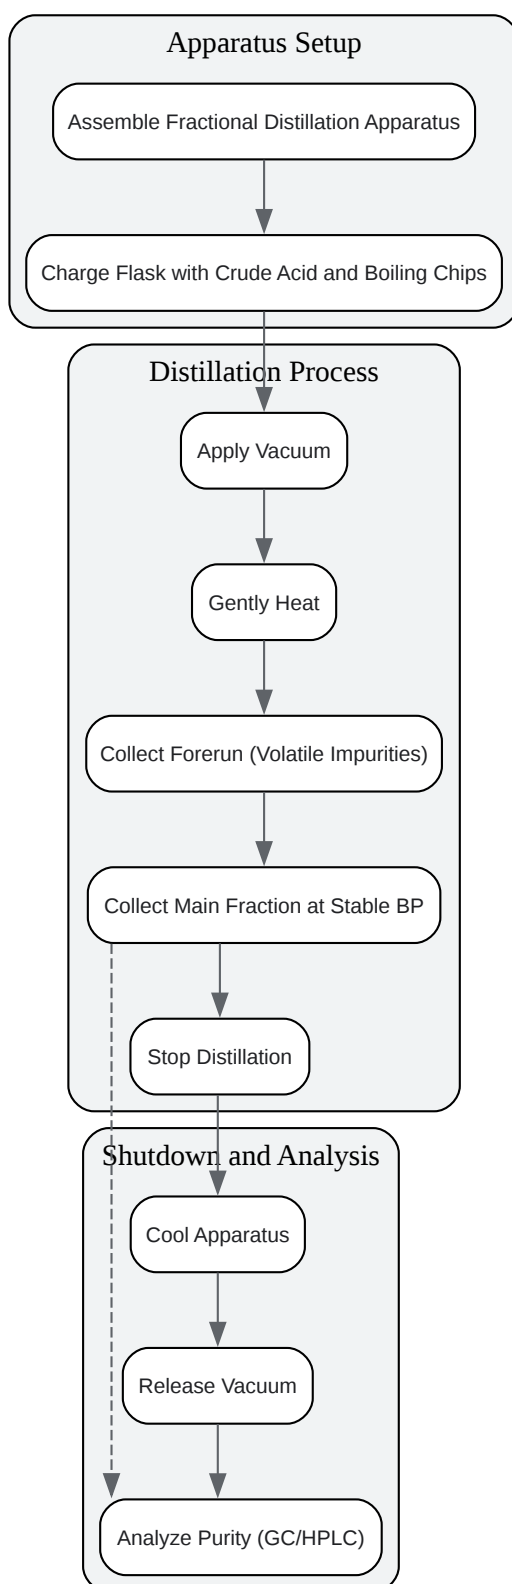 Apparatus Setup
Assemble Fractional Distillation Apparatus
Charge Flask with Crude Acid and Boiling Chips
Distillation Process
Apply Vacuum
Gently Heat
Collect Forerun (Volatile Impurities)
Collect Main Fraction at Stable BP
Stop Distillation
Shutdown and Analysis
Cool Apparatus
Release Vacuum
Analyze Purity (GC/HPLC)